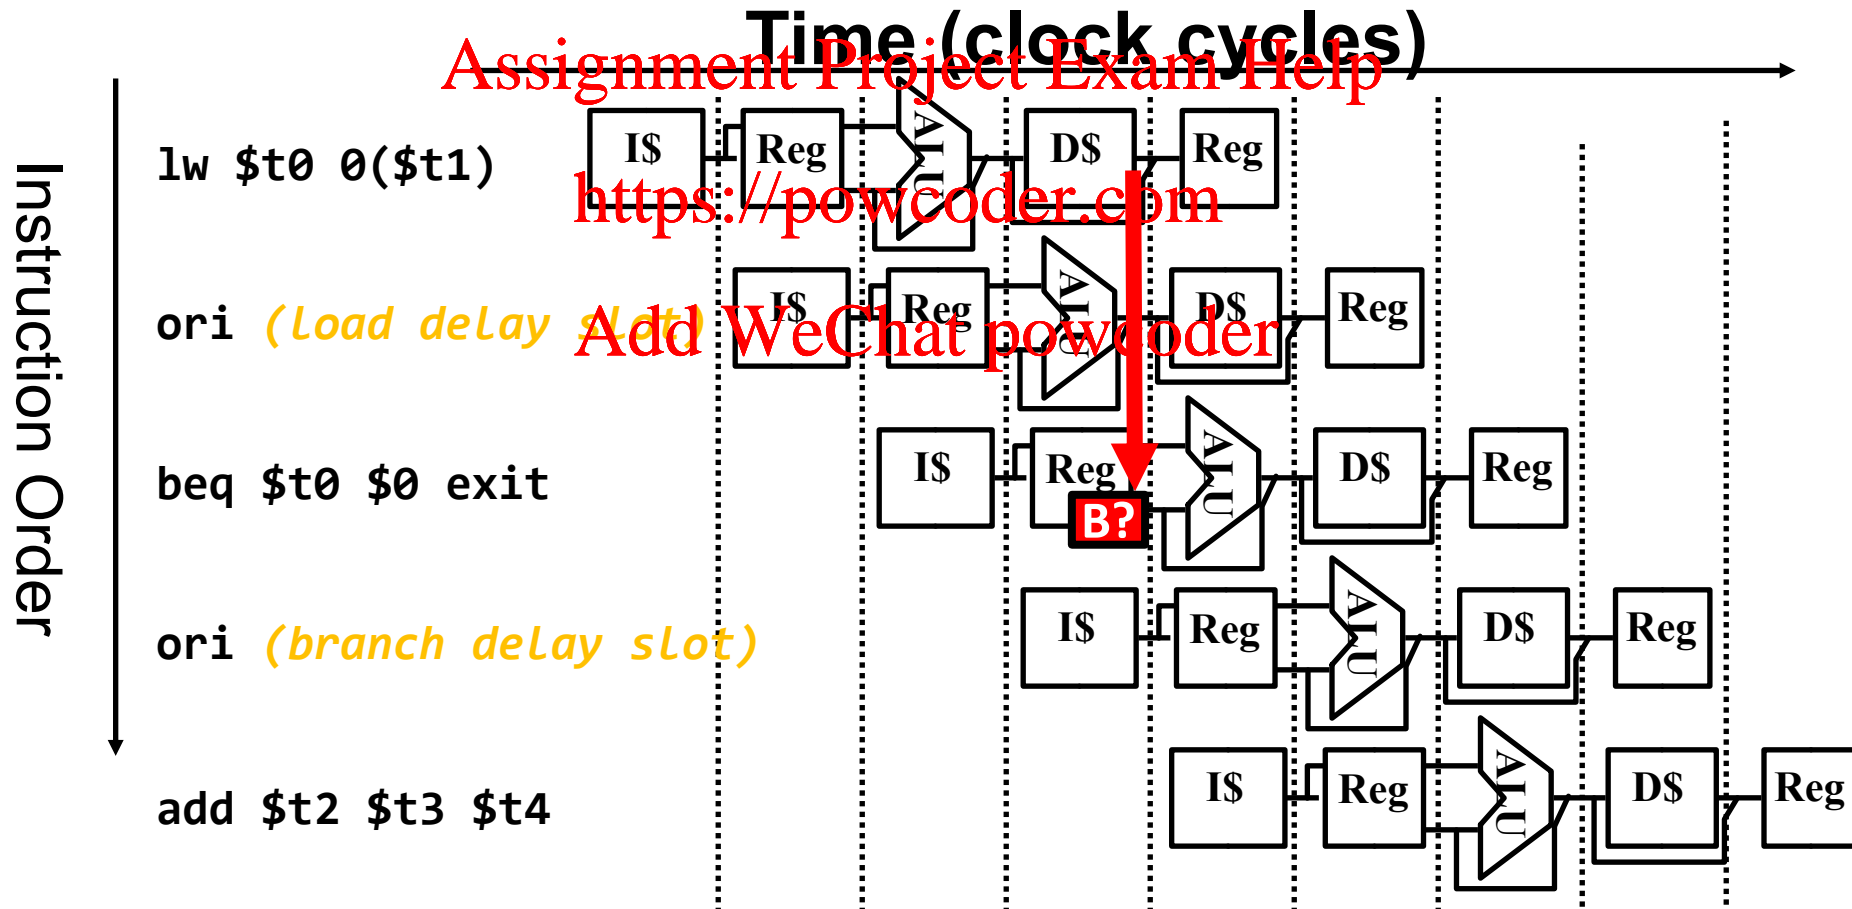 Time (clock cycles)
Assignment Project Exam Help
Instruction Order
lw $t0 0($t1)
I$ Reg ALU D$ Reg
https://powcoder.com
ori (load delay slot)
I$ Reg ALU D$ Reg
Add WeChat powcoder
beq $t0 $0 exit
I$ Reg ALU D$ Reg
B?
ori (branch delay slot)
I$ Reg ALU D$ Reg
add $t2 $t3 $t4
I$ Reg ALU D$ Reg